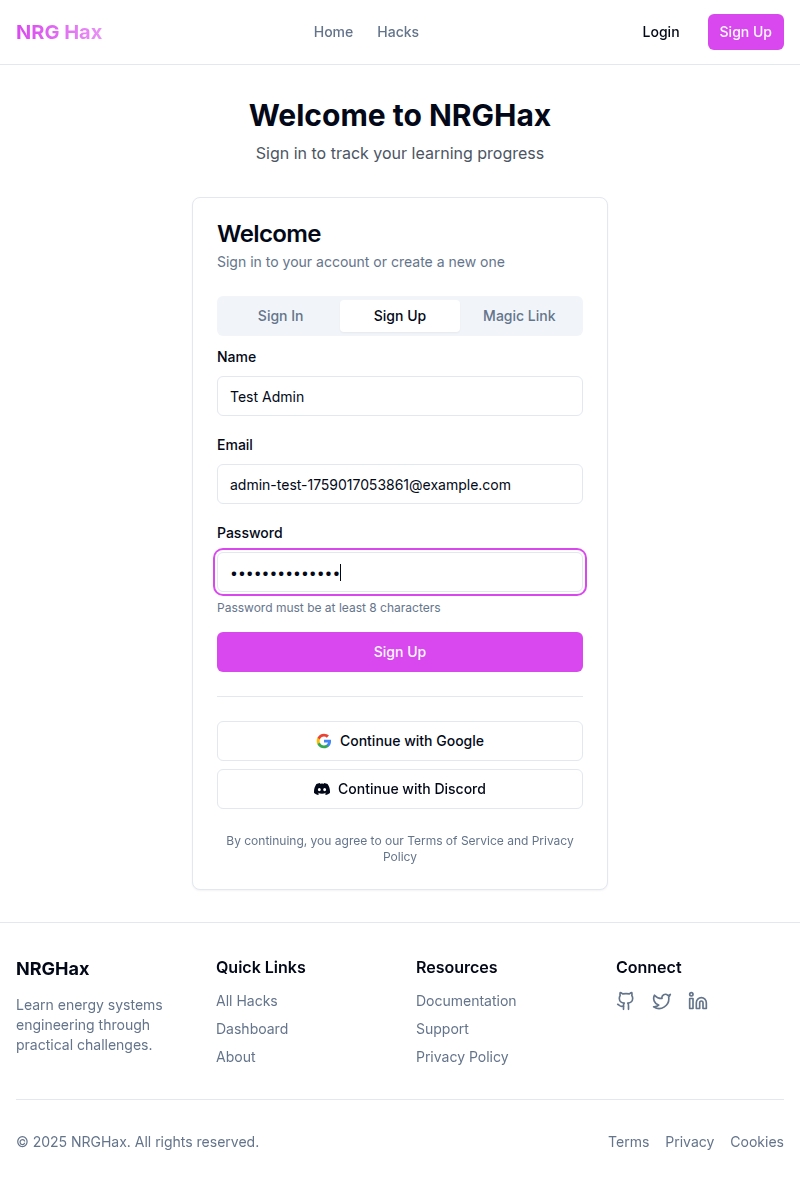 NRG Hax
Home
Hacks
Login
Sign Up
Welcome to NRGHax
Sign in to track your learning progress
Welcome
Sign in to your account or create a new one
Sign In
Sign Up
Magic Link
Name
Test Admin
Email
admin-test-1759017053861@example.com
Password
••••••••••••••
Password must be at least 8 characters
Sign Up
Continue with Google
Continue with Discord
By continuing, you agree to our Terms of Service and Privacy
Policy
NRGHax
Learn energy systems
engineering through
practical challenges.
Quick Links
All Hacks
Dashboard
About
Resources
Documentation
Support
Privacy Policy
Connect
© 2025 NRGHax. All rights reserved.
Terms
Privacy
Cookies